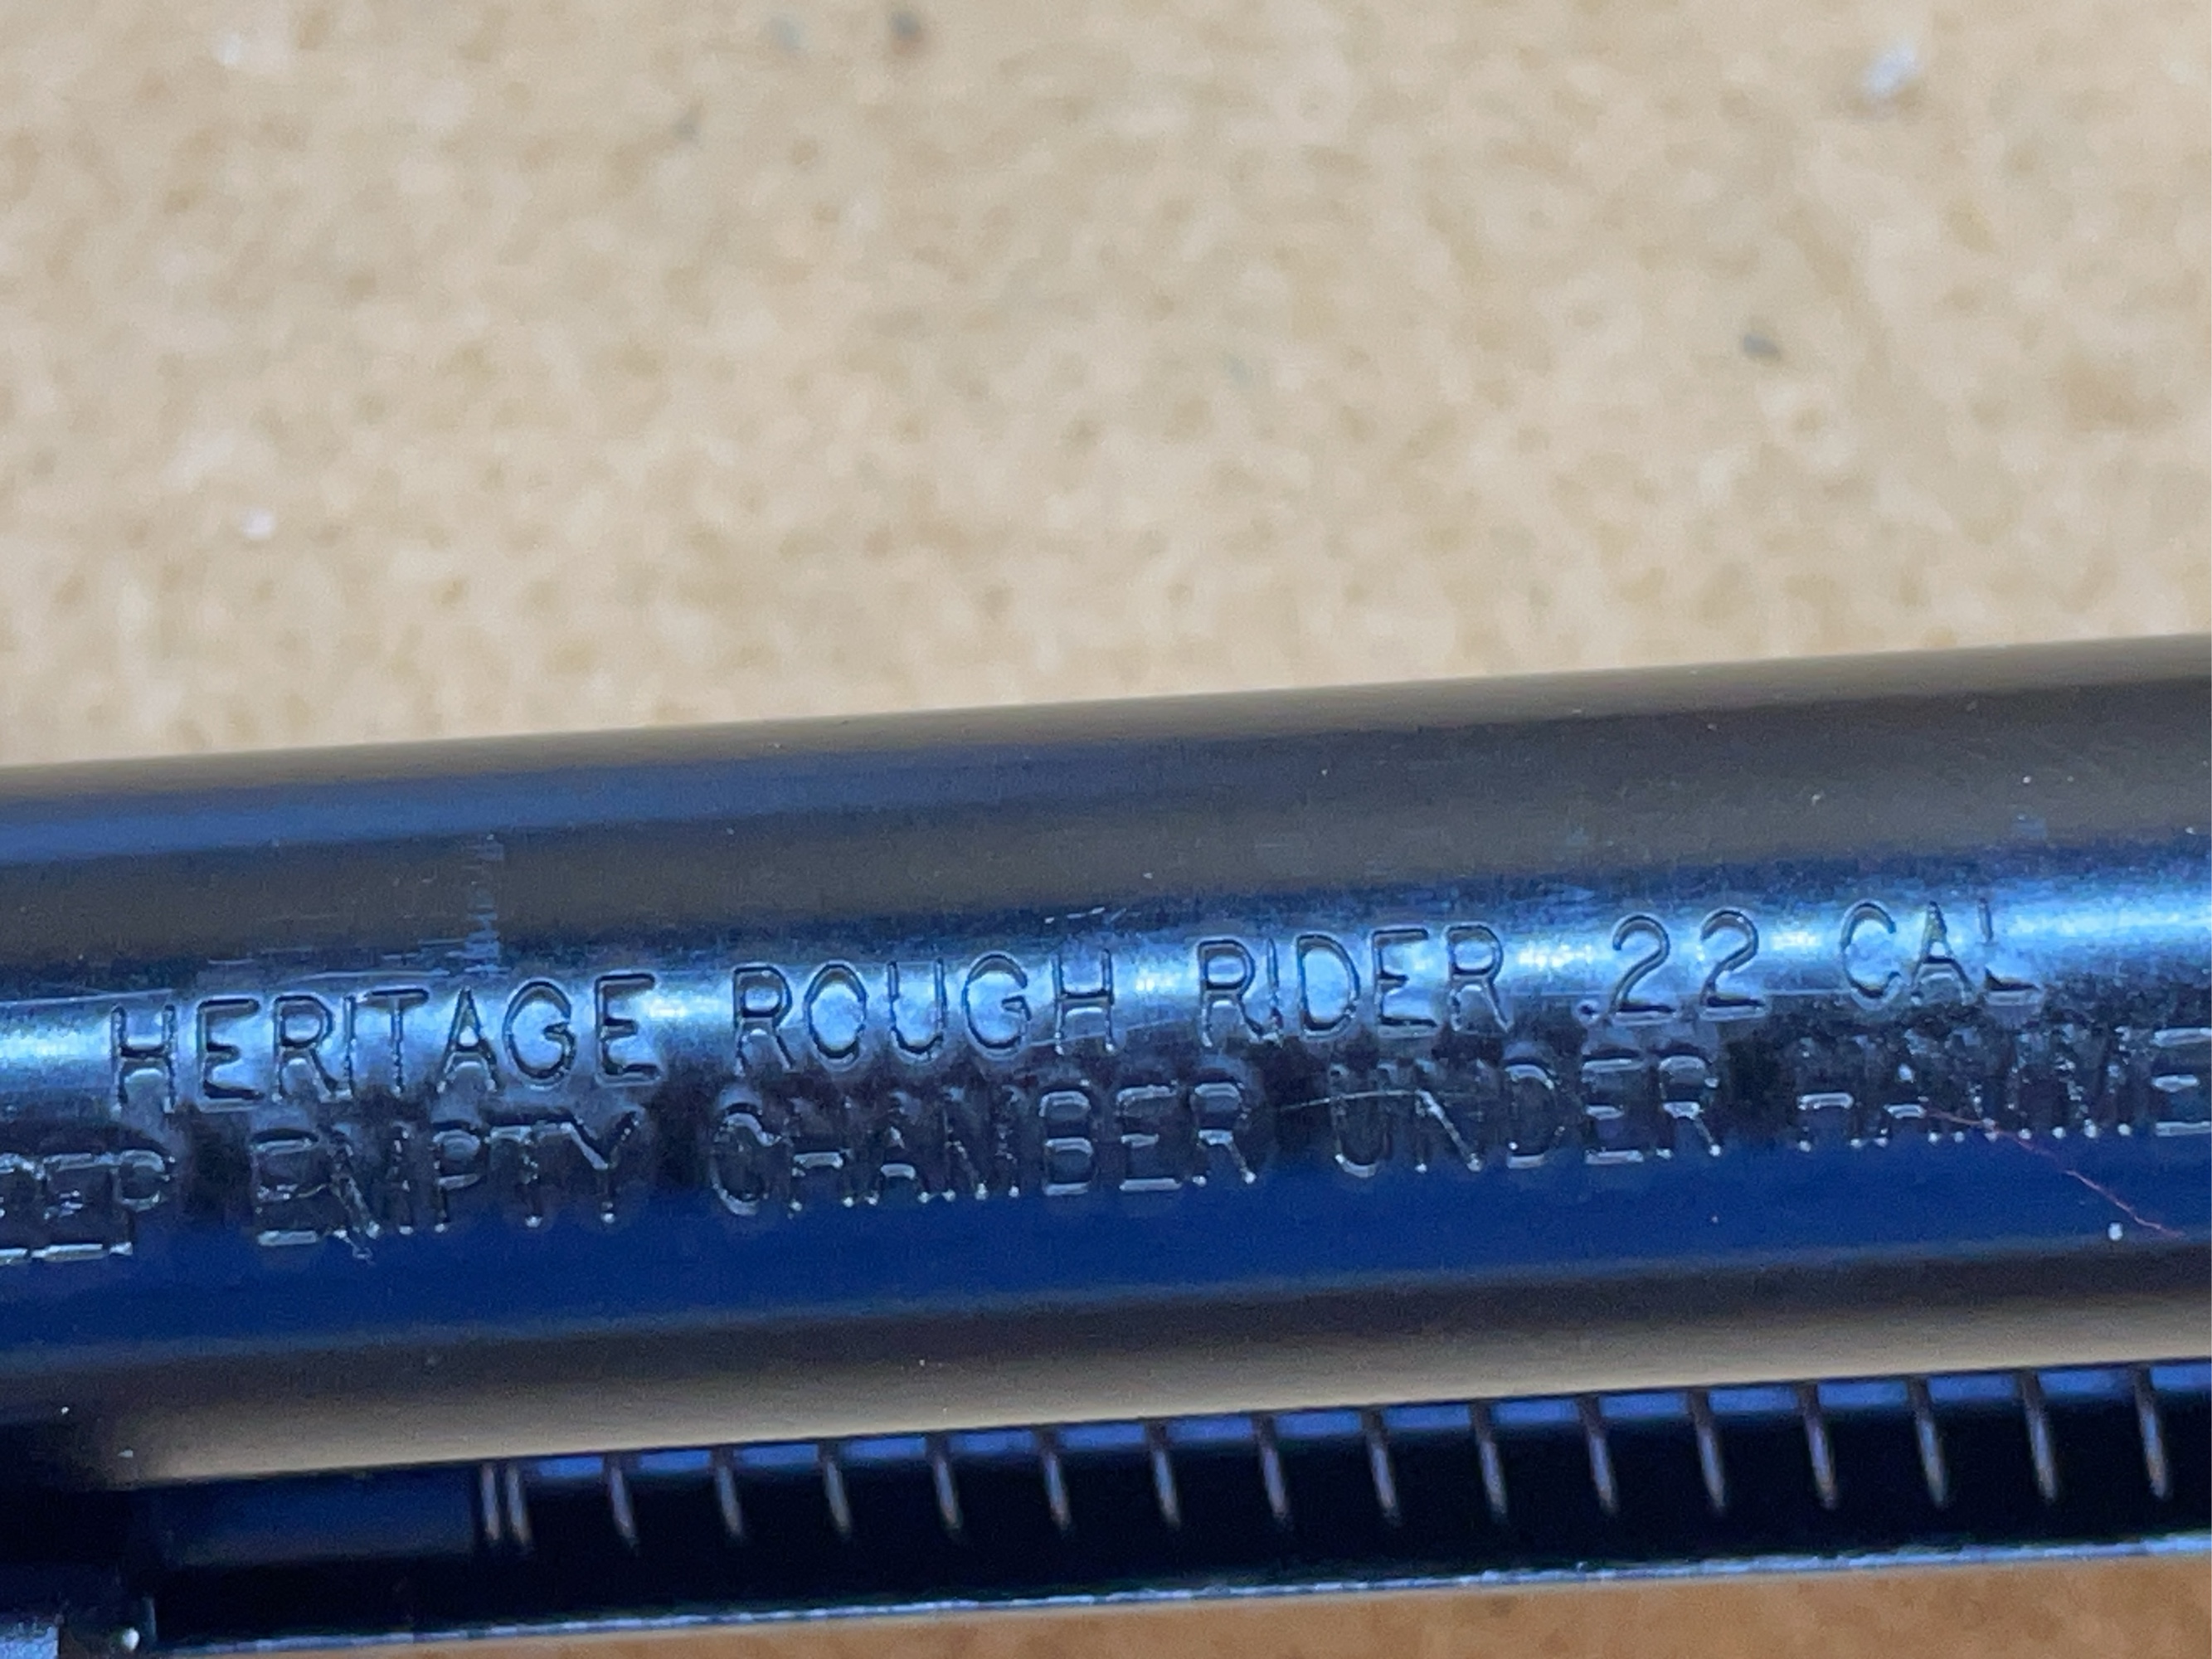 HERITAGE ROUGH RIDER .22 CAL
EMPTY CHAMBER UNDER